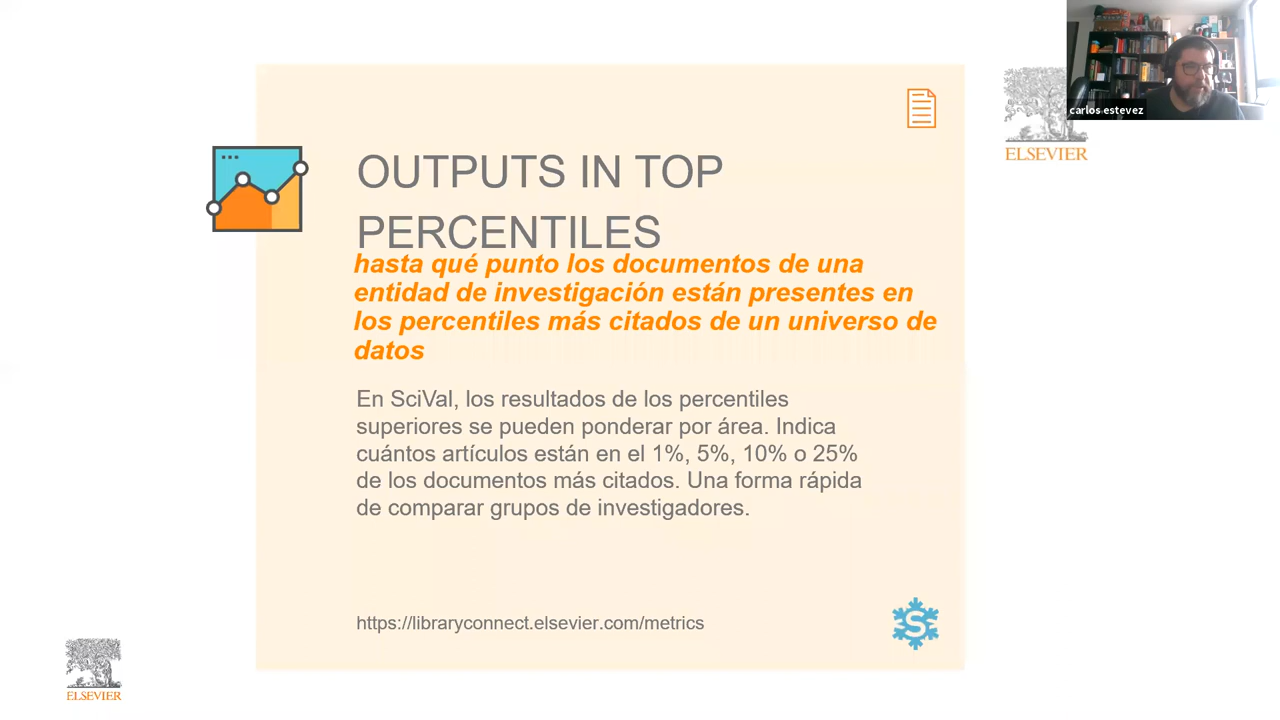 carlos estevez
ELSEVIER
OUTPUTS IN TOP
PERCENTILES
hasta qué punto los documentos de una
entidad de investigación están presentes en
los percentiles más citados de un universo de
datos
En SciVal, los resultados de los percentiles
superiores se pueden ponderar por área. Indica
cuántos artículos están en el 1%, 5%, 10% o 25%
de los documentos más citados. Una forma rápida
de comparar grupos de investigadores.
https://libraryconnect.elsevier.com/metrics
S
ELSEVIER